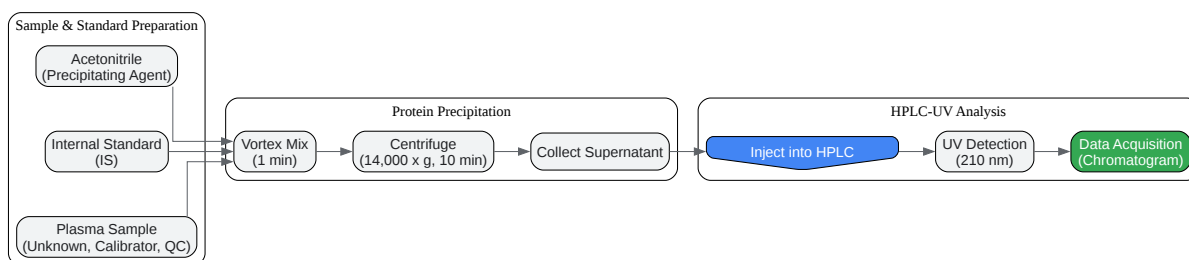 Sample & Standard Preparation
Acetonitrile
(Precipitating Agent)
Internal Standard
(IS)
Plasma Sample
(Unknown, Calibrator, QC)
Protein Precipitation
Vortex Mix
(1 min)
Centrifuge
(14,000 x g, 10 min)
Collect Supernatant
HPLC-UV Analysis
Inject into HPLC
UV Detection
(210 nm)
Data Acquisition
(Chromatogram)